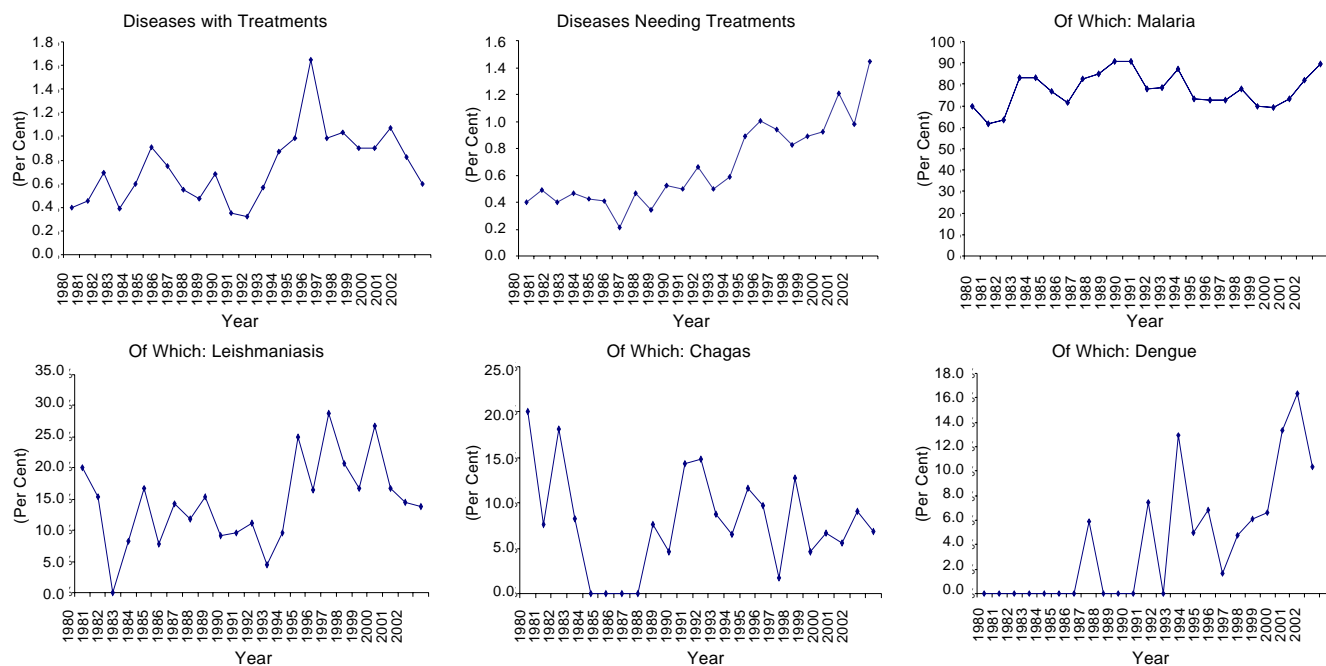 Diseases with Treatments
1.8
1.6
1.4
1.2
1.0
0.8
0.6
0.4
0.2
0.0
(Per Cent)
1980 1981 1982 1983 1984 1985 1986 1987 1988 1989 1990 1991 1992 1993 1994 1995 1996 1997 1998 1999 2000 2001 2002
Year
Diseases Needing Treatments
1.6
1.4
1.2
1.0
0.8
0.6
0.4
0.2
0.0
(Per Cent)
1980 1981 1982 1983 1984 1985 1986 1987 1988 1989 1990 1991 1992 1993 1994 1995 1996 1997 1998 1999 2000 2001 2002
Year
Of Which: Malaria
100
90
80
70
60
50
40
30
20
10
0
(Per Cent)
1980 1981 1982 1983 1984 1985 1986 1987 1988 1989 1990 1991 1992 1993 1994 1995 1996 1997 1998 1999 2000 2001 2002
Year
Of Which: Leishmaniasis
35.0
30.0
25.0
20.0
15.0
10.0
5.0
0.0
(Per Cent)
1980 1981 1982 1983 1984 1985 1986 1987 1988 1989 1990 1991 1992 1993 1994 1995 1996 1997 1998 1999 2000 2001 2002
Year
Of Which: Chagas
25.0
20.0
15.0
10.0
5.0
0.0
(Per Cent)
1980 1981 1982 1983 1984 1985 1986 1987 1988 1989 1990 1991 1992 1993 1994 1995 1996 1997 1998 1999 2000 2001 2002
Year
Of Which: Dengue
18.0
16.0
14.0
12.0
10.0
8.0
6.0
4.0
2.0
0.0
(Per Cent)
1980 1981 1982 1983 1984 1985 1986 1987 1988 1989 1990 1991 1992 1993 1994 1995 1996 1997 1998 1999 2000 2001 2002
Year